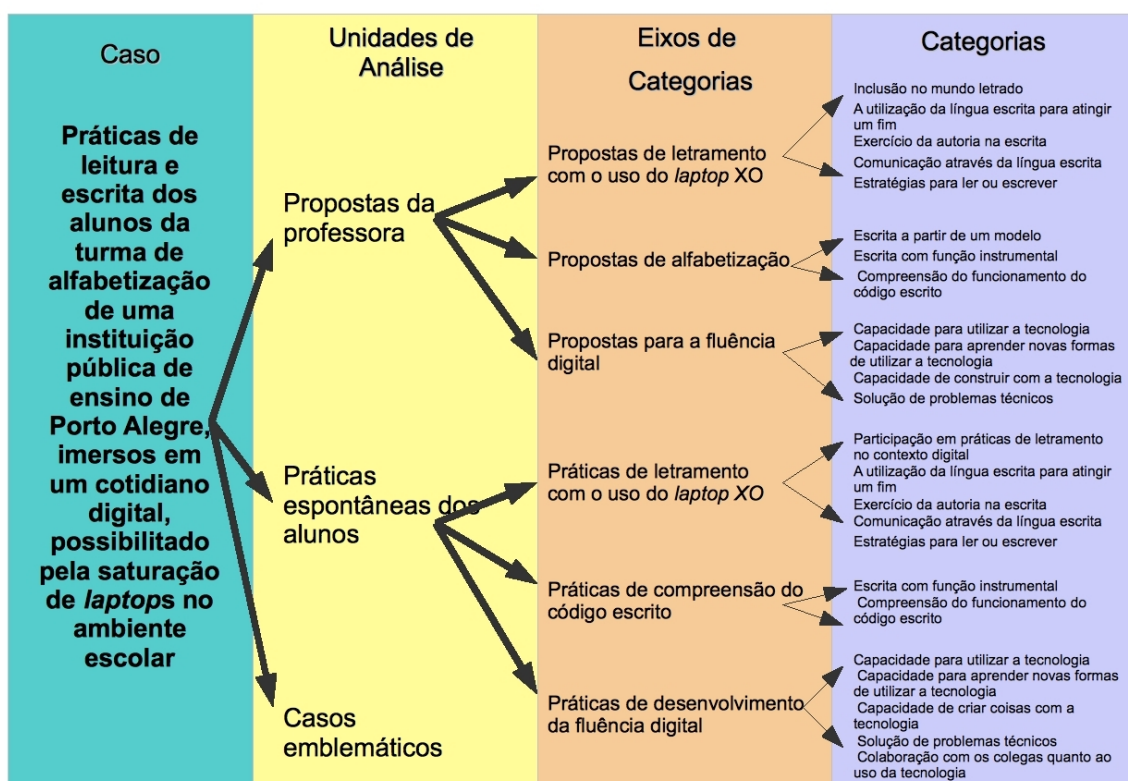 Caso
Práticas de
leitura e
escrita dos
alunos da
turma de
alfabetização
de uma
instituição
pública de
ensino de
Porto Alegre,
imersos em
um cotidiano
digital,
possibilitado
pela saturação
de laptops no
ambiente
escolar
Unidades de
Análise
Propostas da
professora
Práticas
espontâneas dos
alunos
Casos
emblemáticos
Eixos de
Categorias
Propostas de letramento
com o uso do laptop XO
Propostas de alfabetização
Propostas para a fluência
digital
Práticas de letramento
com o uso do laptop XO
Práticas de compreensão do
código escrito
Práticas de desenvolvimento
da fluência digital
Categorias
Inclusão no mundo letrado
A utilização da língua escrita para atingir
um fim
Exercício da autoria na escrita
Comunicação através da língua escrita
Estratégias para ler ou escrever
Escrita a partir de um modelo
Escrita com função instrumental
Compreensão do funcionamento do
código escrito
Capacidade para utilizar a tecnologia
Capacidade para aprender novas formas
de utilizar a tecnologia
Capacidade de construir com a tecnologia
Solução de problemas técnicos
Participação em práticas de letramento
no contexto digital
A utilização da língua escrita para atingir
um fim
Exercício da autoria na escrita
Comunicação através da língua escrita
Estratégias para ler ou escrever
Escrita com função instrumental
Compreensão do funcionamento do
código escrito
Capacidade para utilizar a tecnologia
Capacidade para aprender novas formas
de utilizar a tecnologia
Capacidade de criar coisas com a
tecnologia
Solução de problemas técnicos
Colaboração com os colegas quanto ao
uso da tecnologia